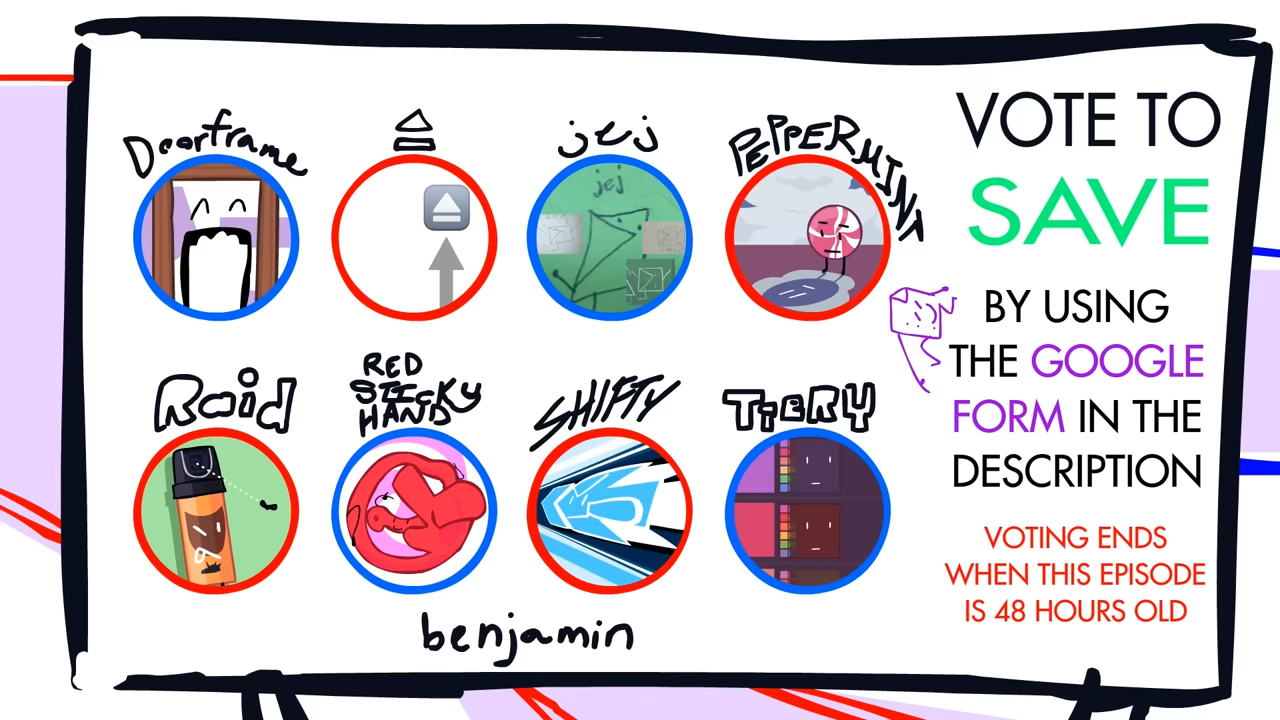 Doorframe
⏏
jej
PEPPERMINT
jej
Roid
RED
STICKY
HAND
SHIFTY
TIERY
benjamin
VOTE TO
SAVE
BY USING
THE GOOGLE
FORM IN THE
DESCRIPTION
VOTING ENDS
WHEN THIS EPISODE
IS 48 HOURS OLD